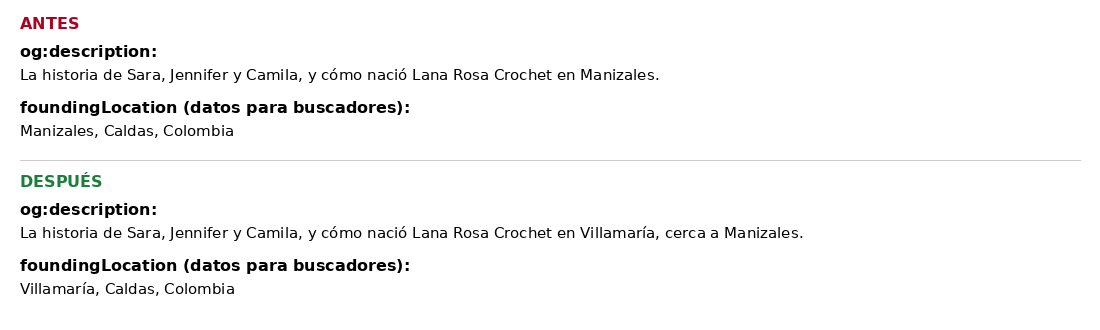 ANTES
og:description:
La historia de Sara, Jennifer y Camila, y cómo nació Lana Rosa Crochet en Manizales.
foundingLocation (datos para buscadores):
Manizales, Caldas, Colombia
DESPUÉS
og:description:
La historia de Sara, Jennifer y Camila, y cómo nació Lana Rosa Crochet en Villamaría, cerca a Manizales.
foundingLocation (datos para buscadores):
Villamaría, Caldas, Colombia